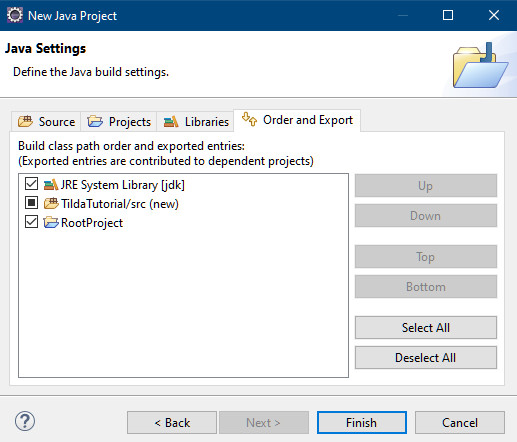 New Java Project
Java Settings
Define the Java build settings.
Source
Projects
Libraries
Order and Export
Build class path order and exported entries:
(Exported entries are contributed to dependent projects)
JRE System Library [jdk]
TildaTutorial/src (new)
RootProject
Up
Down
Top
Bottom
Select All
Deselect All
?
< Back
Next >
Finish
Cancel